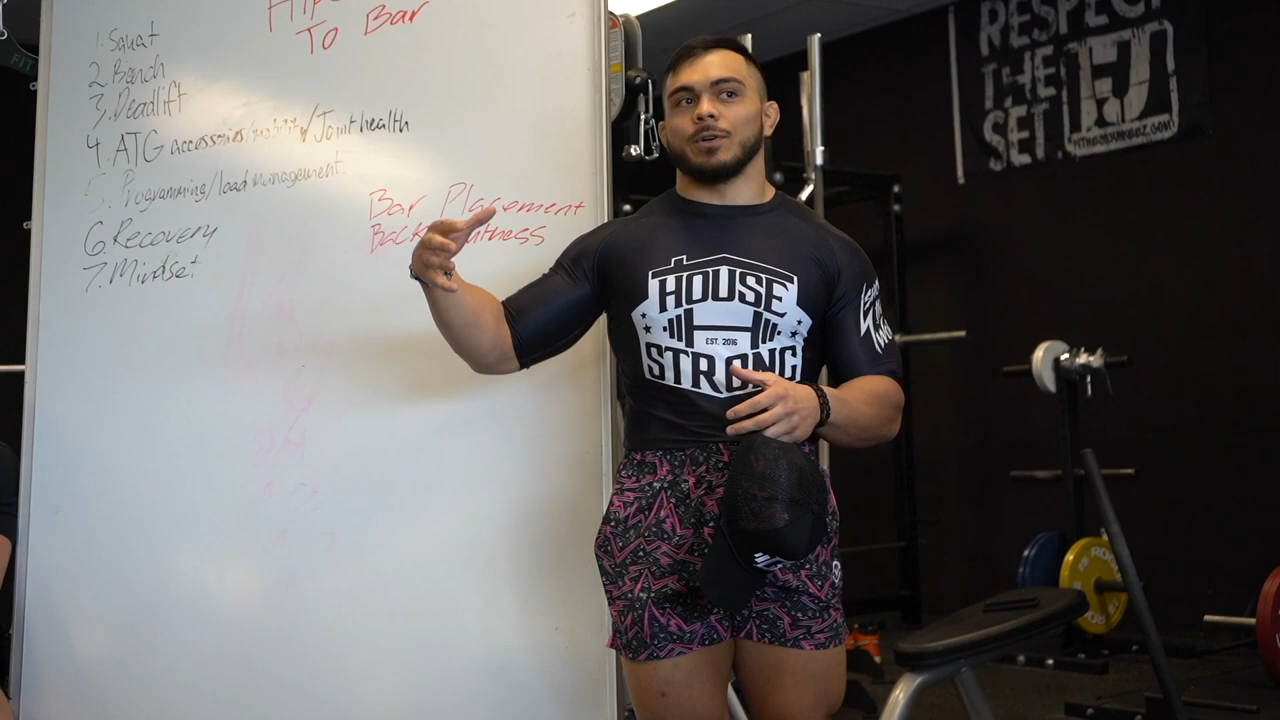 To Bar
1. Squat
2. Bench
3. Deadlift
4. ATG accessories/mobility/Joint health
5. Programming/load management.
6. Recovery
7. Mindset
Bar Placement
Back
HOUSE
EST. 2016
STRONG
RESPECT
THE
SET